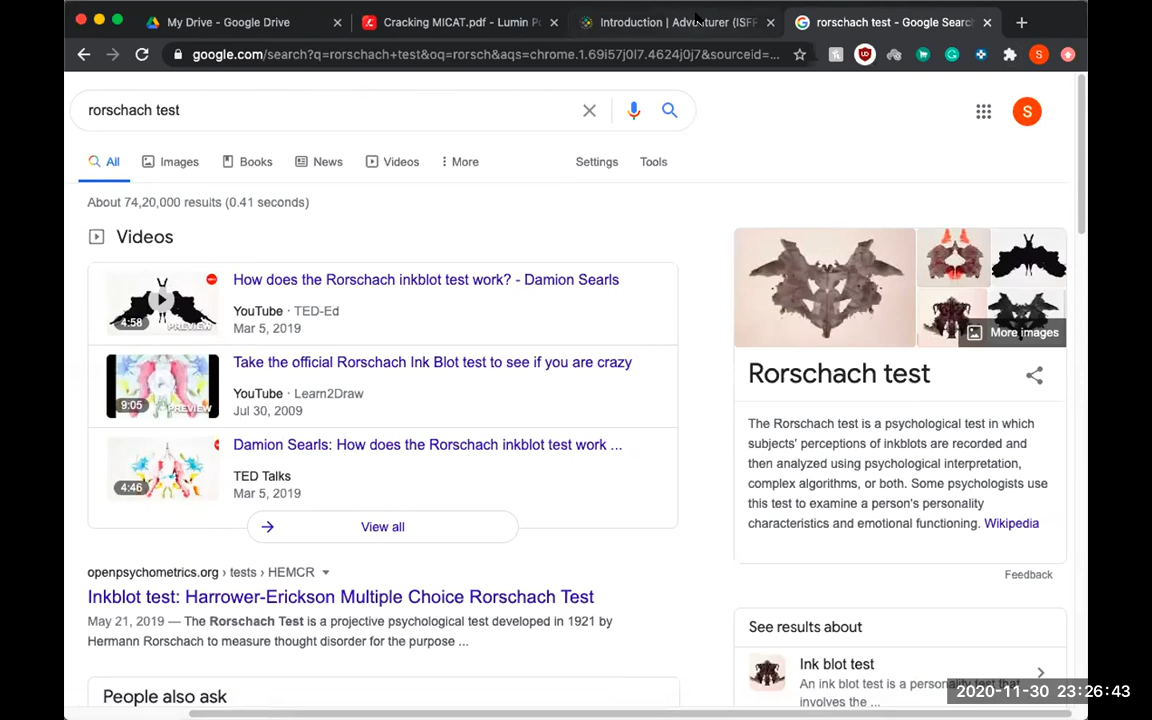 My Drive - Google Drive
Cracking MICAT.pdf - Lumin P
Introduction | Adventurer (ISFP
rorschach test - Google Search
google.com/search?q=rorschach+test&oq=rorsch&aqs=chrome.1.69i57j0l7.4624j0j7&sourceid=...
rorschach test
S
All
Images
Books
News
Videos
More
Settings
Tools
About 74,20,000 results (0.41 seconds)
Videos
How does the Rorschach inkblot test work? - Damion Searls
YouTube · TED-Ed
Mar 5, 2019
4:58
PREVIEW
Take the official Rorschach Ink Blot test to see if you are crazy
YouTube · Learn2Draw
Jul 30, 2009
9:05
PREVIEW
Damion Searls: How does the Rorschach inkblot test work ...
TED Talks
Mar 5, 2019
4:46
View all
openpsychometrics.org › tests › HEMCR
Inkblot test: Harrower-Erickson Multiple Choice Rorschach Test
May 21, 2019 — The Rorschach Test is a projective psychological test developed in 1921 by
Hermann Rorschach to measure thought disorder for the purpose ...
People also ask
More images
Rorschach test
The Rorschach test is a psychological test in which
subjects' perceptions of inkblots are recorded and
then analyzed using psychological interpretation,
complex algorithms, or both. Some psychologists use
this test to examine a person's personality
characteristics and emotional functioning. Wikipedia
Feedback
See results about
Ink blot test
An ink blot test is a personality test that
involves the ...
2020-11-30 23:26:43